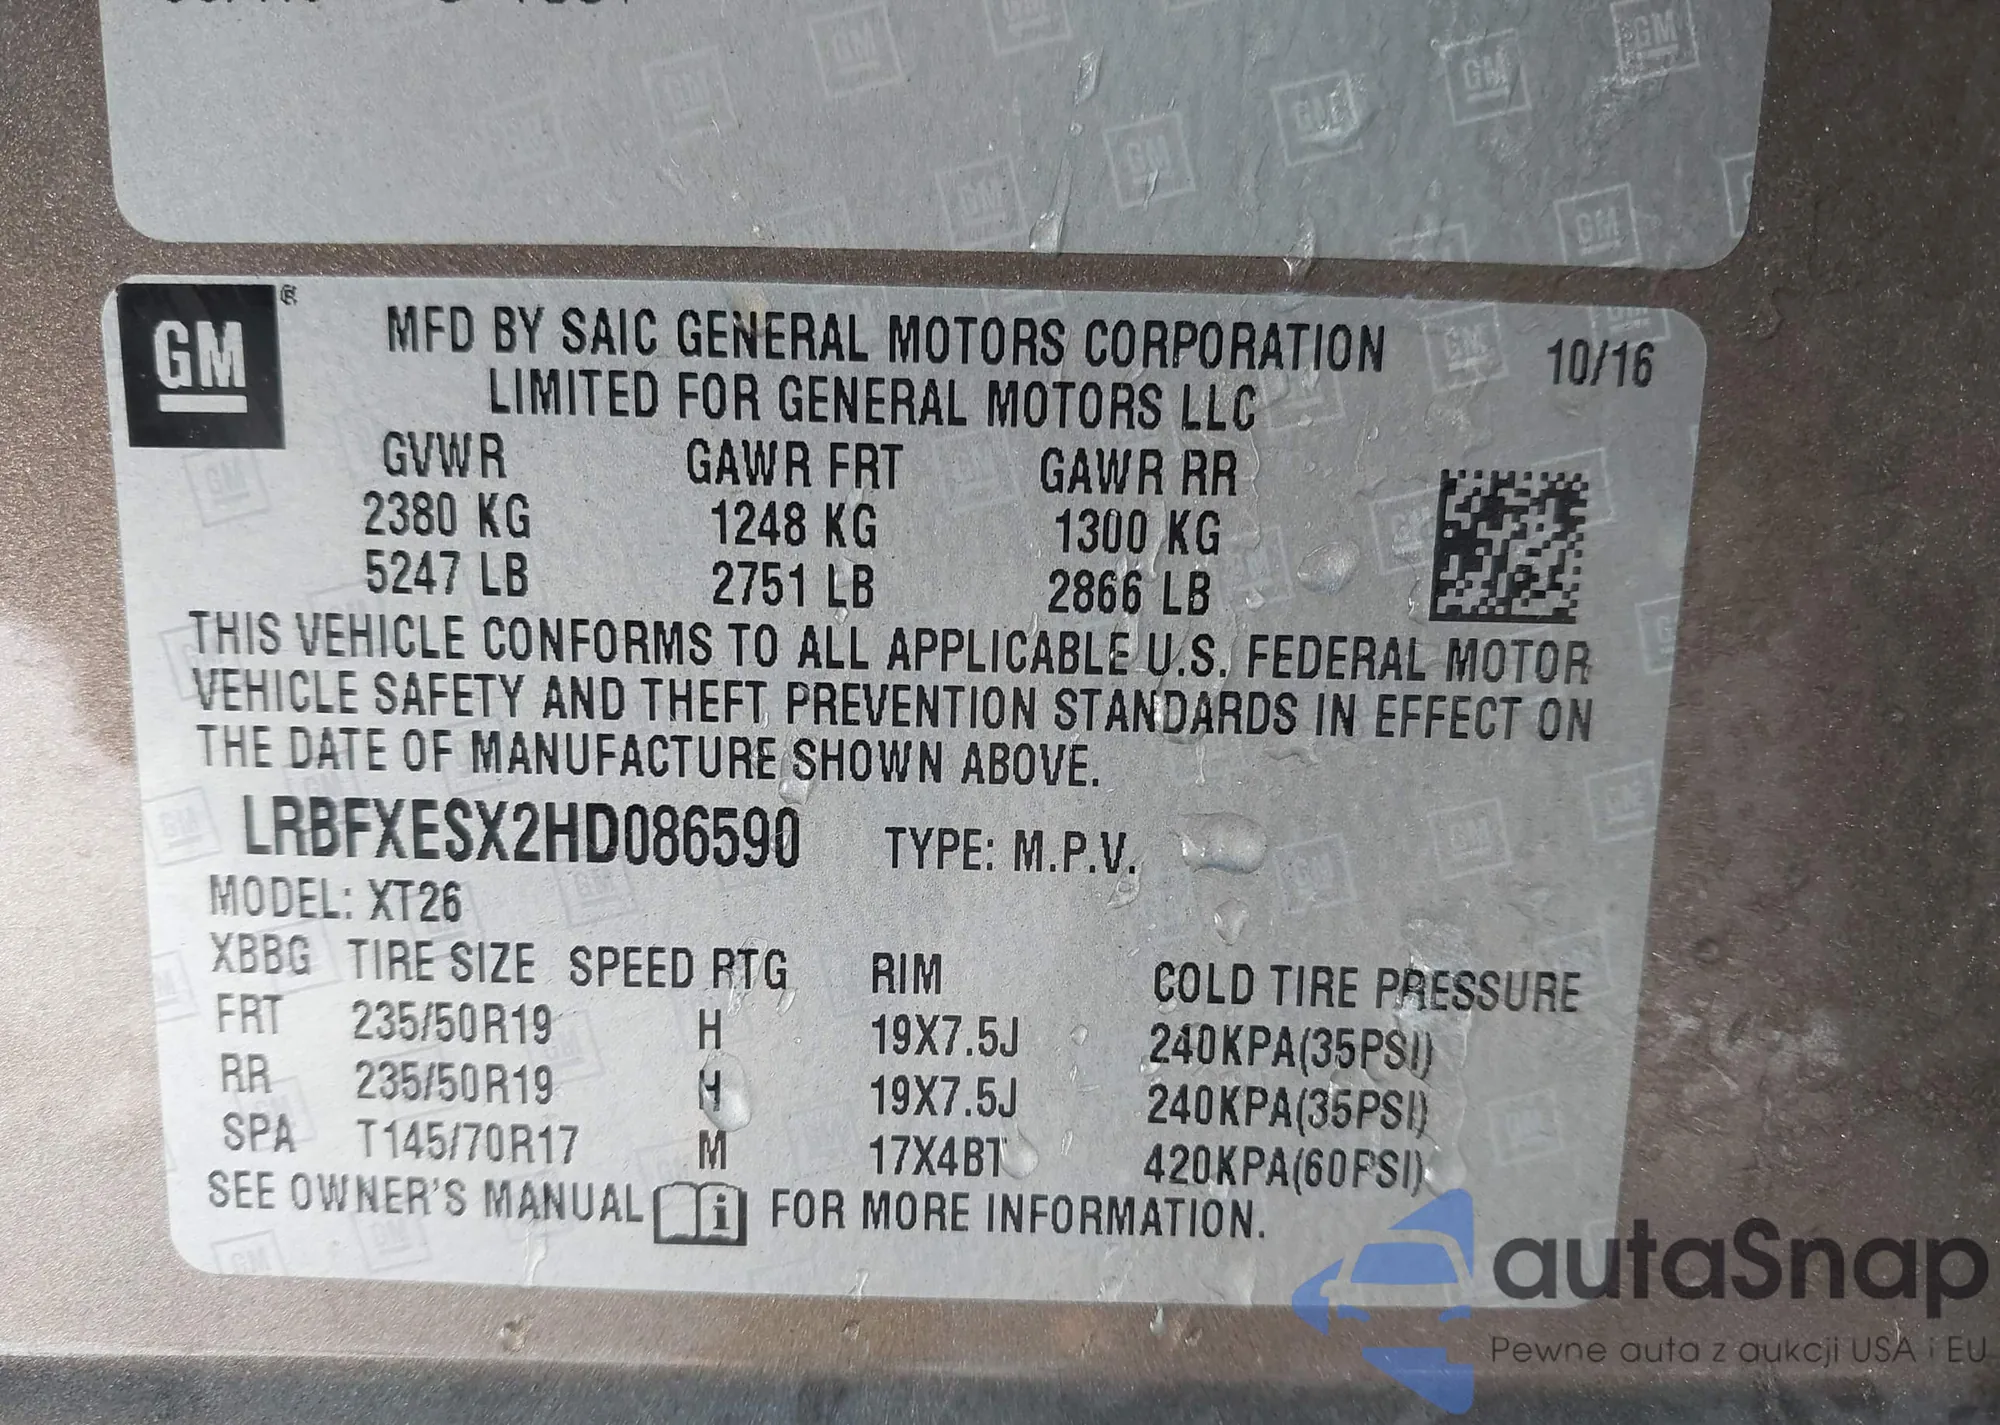 GM
MFD BY SAIC GENERAL MOTORS CORPORATION 10/16
LIMITED FOR GENERAL MOTORS LLC
GVWR GAWR FRT GAWR RR
2380 KG 1248 KG 1300 KG
5247 LB 2751 LB 2866 LB
THIS VEHICLE CONFORMS TO ALL APPLICABLE U.S. FEDERAL MOTOR
VEHICLE SAFETY AND THEFT PREVENTION STANDARDS IN EFFECT ON
THE DATE OF MANUFACTURE SHOWN ABOVE.
LRBFXESX2HD086590 TYPE: M.P.V.
MODEL: XT26
XBBG TIRE SIZE SPEED RTG RIM COLD TIRE PRESSURE
FRT 235/50R19 H 19X7.5J 240KPA(35PSI)
RR 235/50R19 H 19X7.5J 240KPA(35PSI)
SPA T145/70R17 M 17X4BT 420KPA(60PSI)
SEE OWNER'S MANUAL FOR MORE INFORMATION.
autaSnap
Pewne auta z aukcji USA i EU